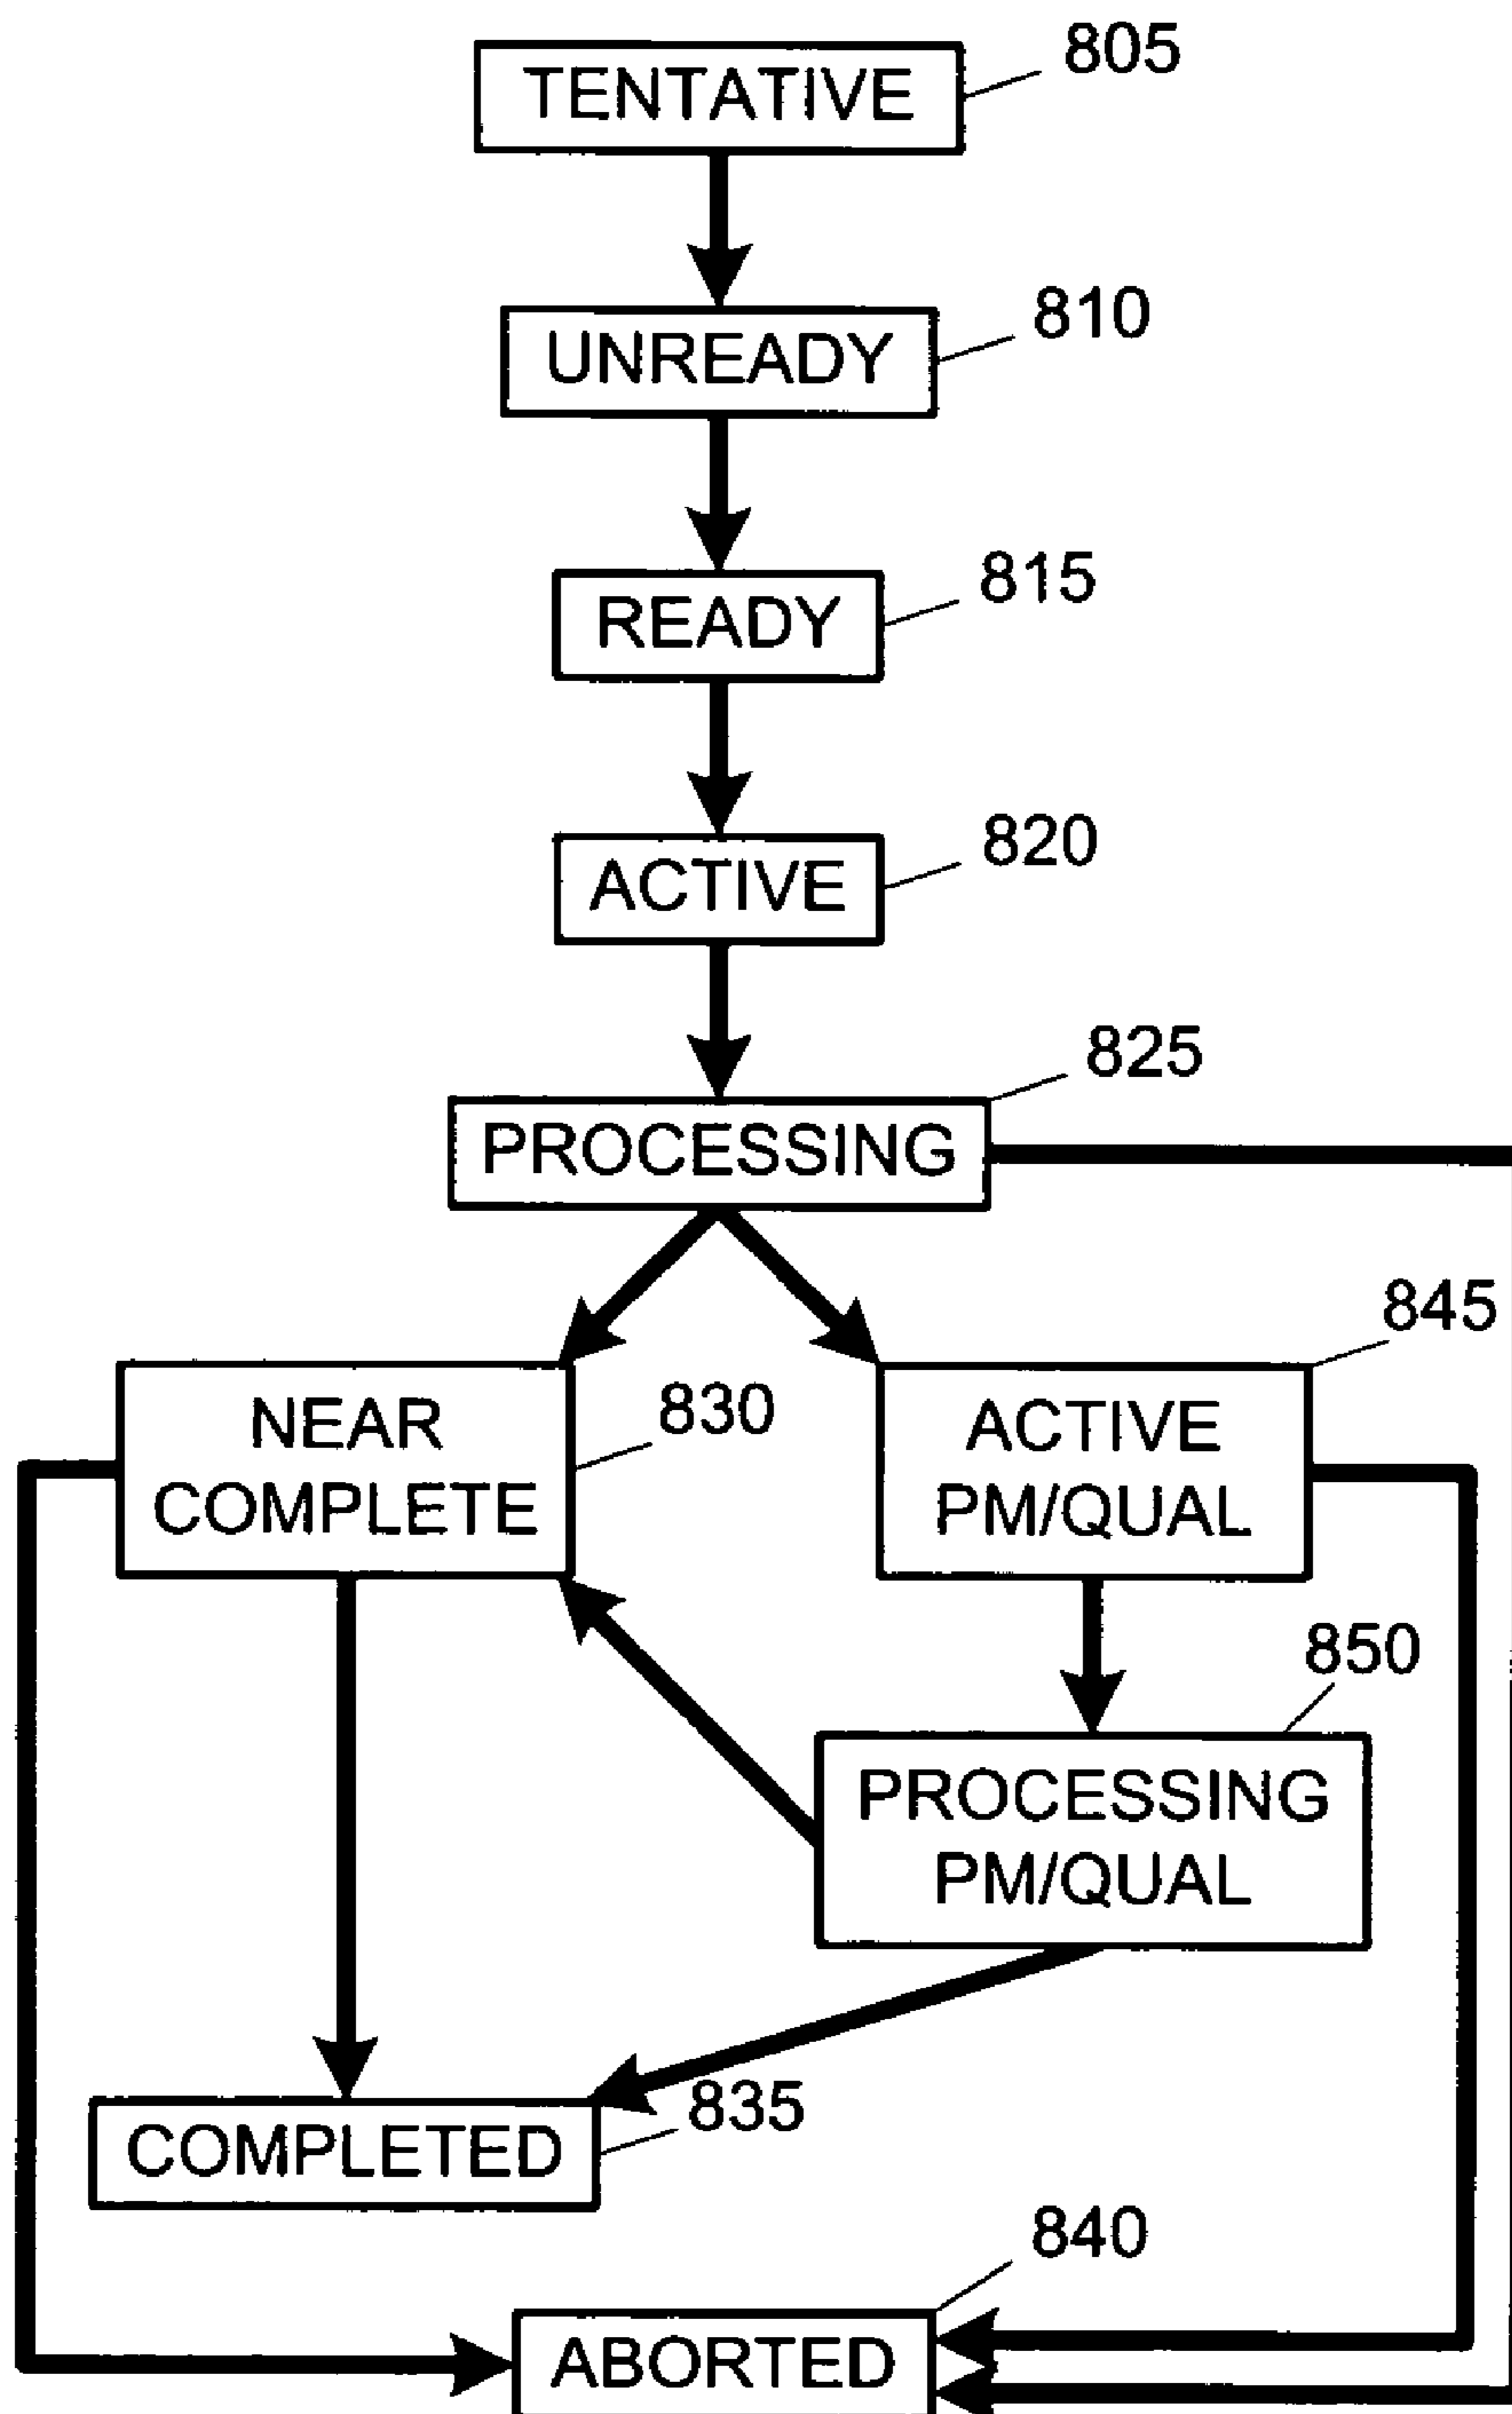 805
TENTATIVE
810
UNREADY
815
READY
820
ACTIVE
825
PROCESSING
845
NEAR
COMPLETE
830
ACTIVE
PM/QUAL
850
PROCESSING
PM/QUAL
835
COMPLETED
840
ABORTED